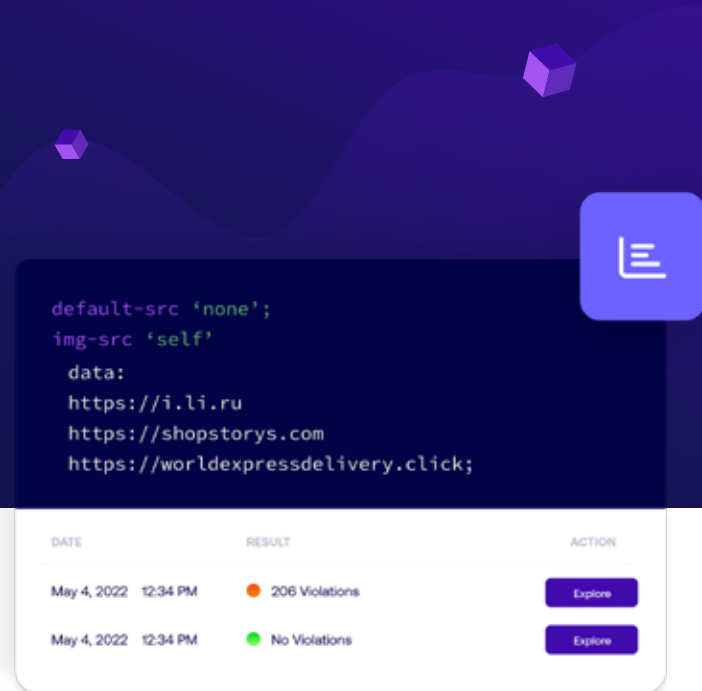 default-src ‘none’;
img-src ‘self’
data:
https://i.li.ru
https://shopstorys.com
https://worldexpressdelivery.click;
DATE RESULT ACTION
May 4, 2022 12:34 PM 206 Violations Explore
May 4, 2022 12:34 PM No Violations Explore